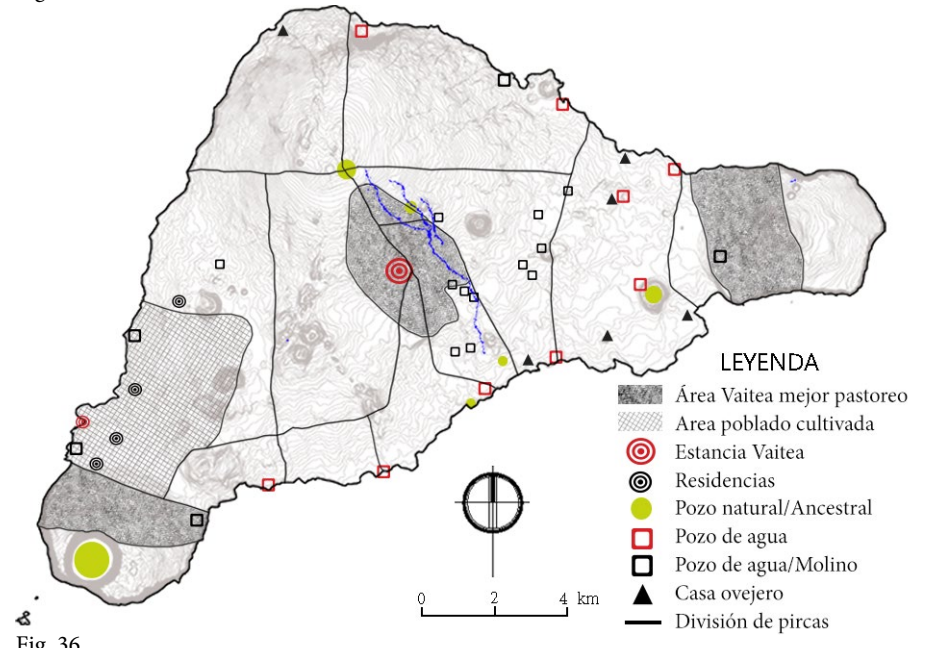 LEYENDA
Área Vaitea mejor pastoreo
Area poblado cultivada
Estancia Vaitea
Residencias
Pozo natural/Ancestral
Pozo de agua
Pozo de agua/Molino
Casa ovejero
División de pircas
0 2 4 km
Fig. 36